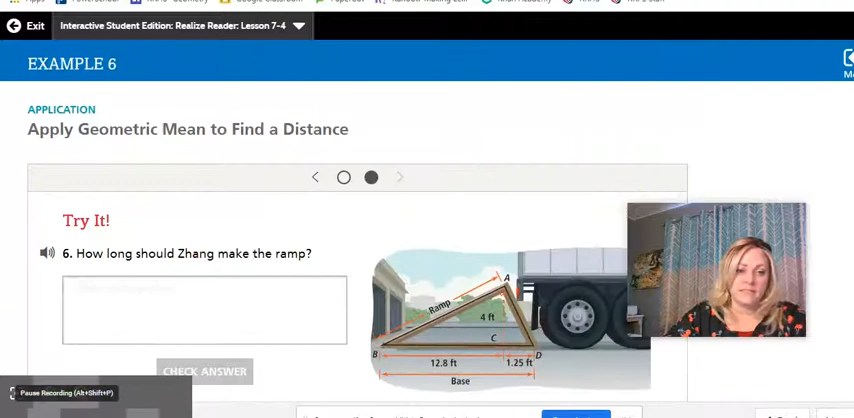 Exit
Interactive Student Edition: Realize Reader: Lesson 7-4
EXAMPLE 6
APPLICATION
Apply Geometric Mean to Find a Distance
Try It!
6. How long should Zhang make the ramp?
A
Ramp
4 ft
C
B
D
12.8 ft
1.25 ft
Base
CHECK ANSWER
Pause Recording (Alt+Shift+P)